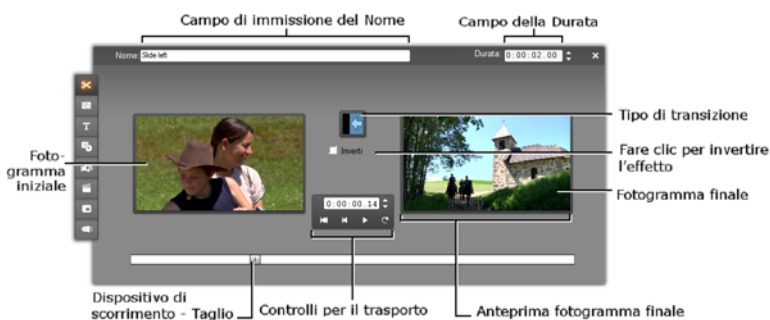 Campo di immissione del Nome
Campo della Durata
Nome: Slide left
Durata: 0:00:02.00
T
Tipo di transizione
Inverti
Fare clic per invertire
l'effetto
Foto-
gramma
iniziale
Fotogramma finale
0:00:00.14
Dispositivo di
scorrimento - Taglio
Controlli per il trasporto
Anteprima fotogramma finale